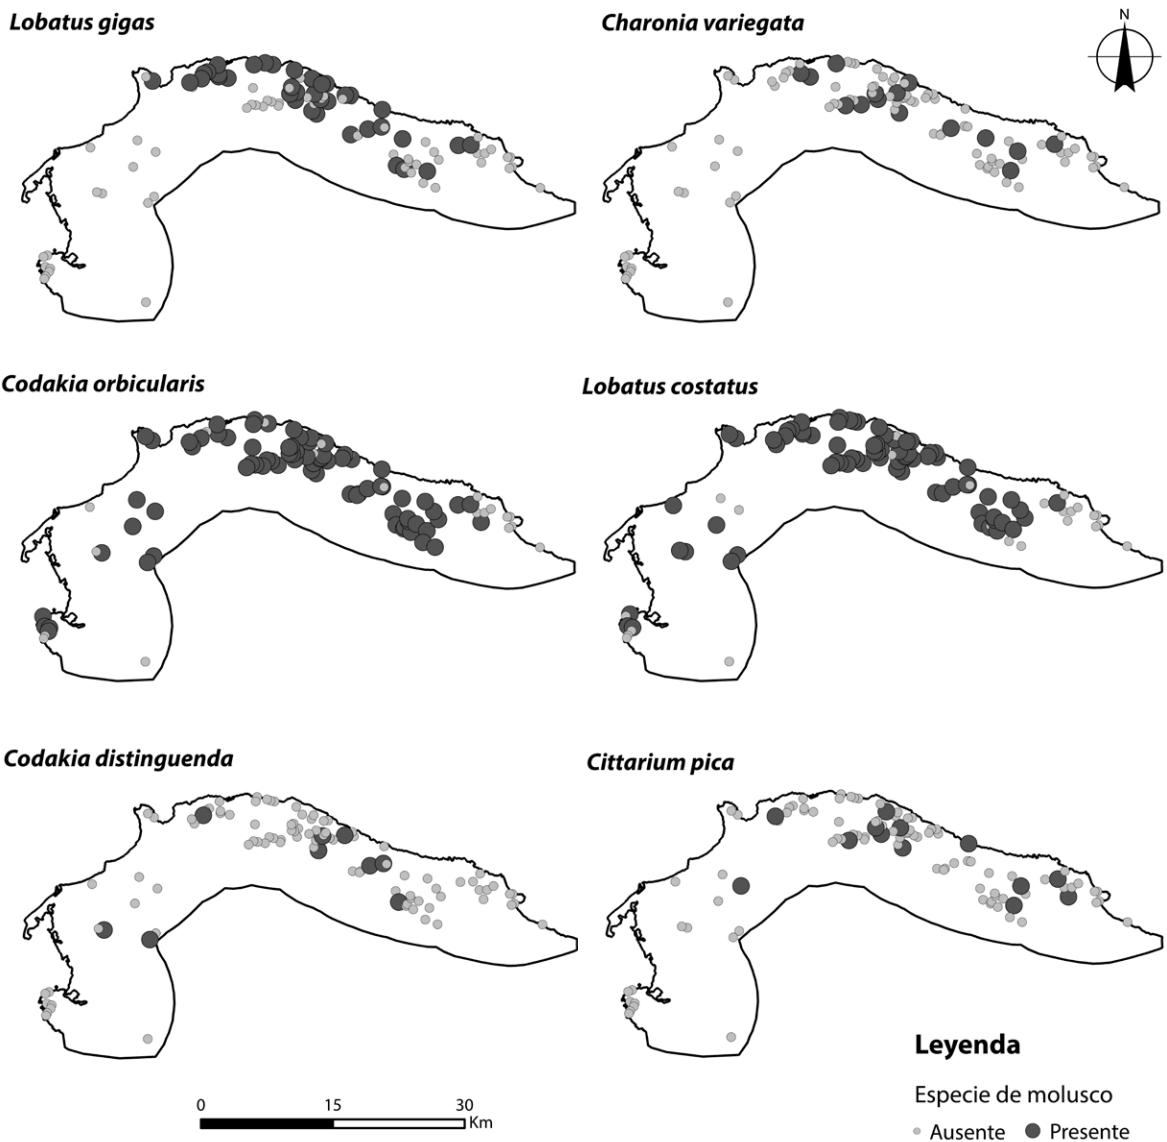 Lobatus gigas
Charonia variegata
N
Codakia orbicularis
Lobatus costatus
Codakia distinguenda
Cittarium pica
Leyenda
Especie de molusco
Ausente Presente
0 15 30
Km